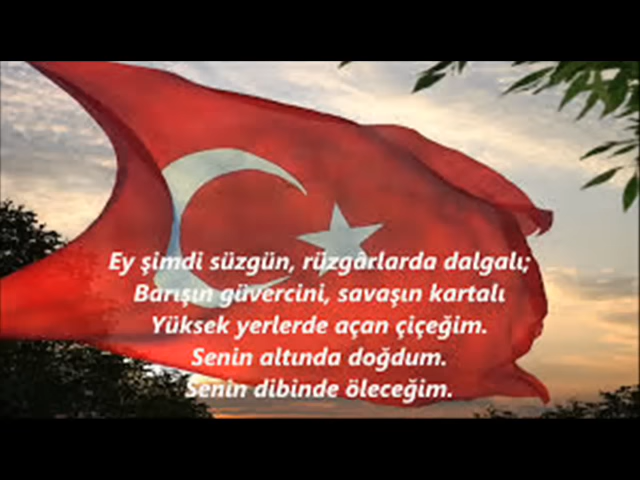 Ey şimdi süzgün, rüzgârlarda dalgalı;
Barışın güvercini, savaşın kartalı
Yüksek yerlerde açan çiçeğim.
Senin altında doğdum.
Senin dibinde öleceğim.